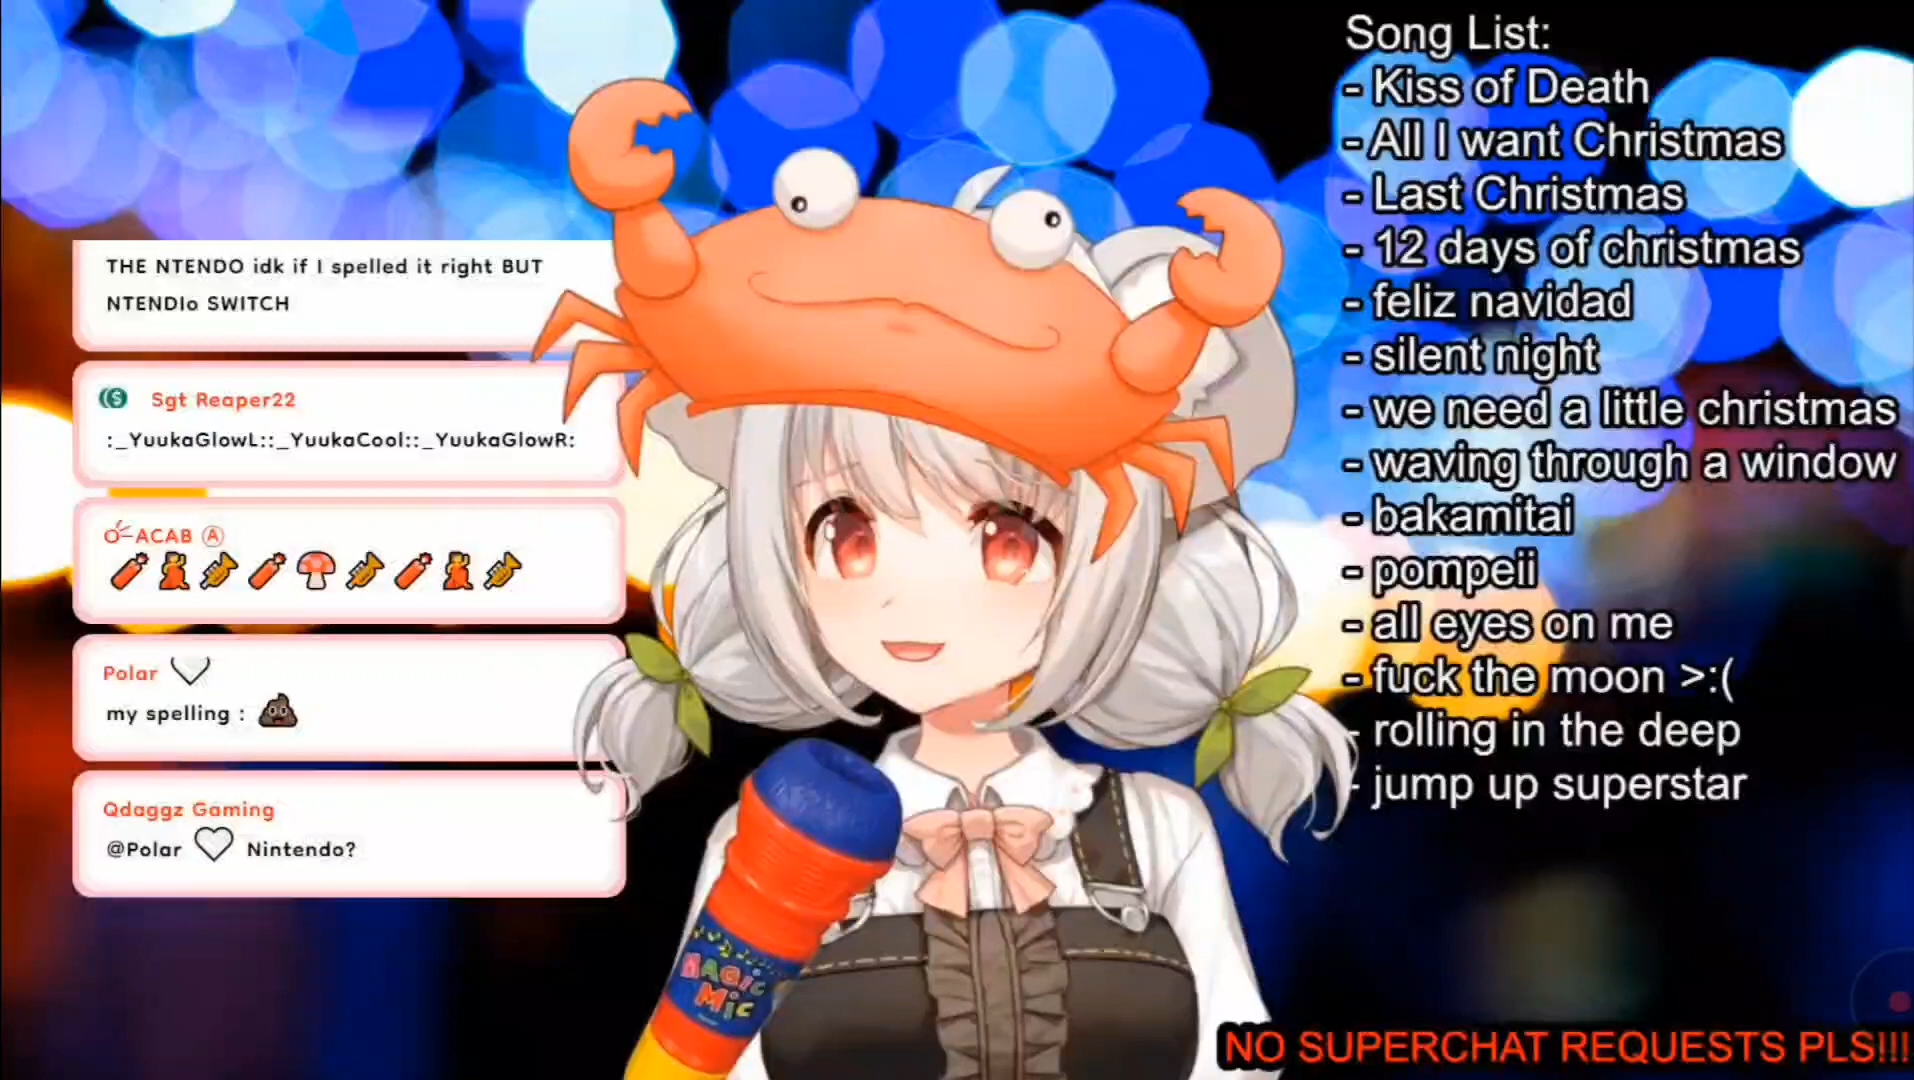 THE NTENDO idk if I spelled it right BUT
NTENDIo SWITCH
Sgt Reaper22
:_YuukaGlowL::_YuukaCool::_YuukaGlowR:
ACAB Ⓐ
🧨💃🎺🧨🍄🎺🧨💃🎺
Polar 🤍
my spelling : 💩
Qdaggz Gaming
@Polar 🤍 Nintendo?
MAGIC
MIC
Song List:
- Kiss of Death
- All I want Christmas
- Last Christmas
- 12 days of christmas
- feliz navidad
- silent night
- we need a little christmas
- waving through a window
- bakamitai
- pompeii
- all eyes on me
- fuck the moon >:(
- rolling in the deep
- jump up superstar
NO SUPERCHAT REQUESTS PLS!!!